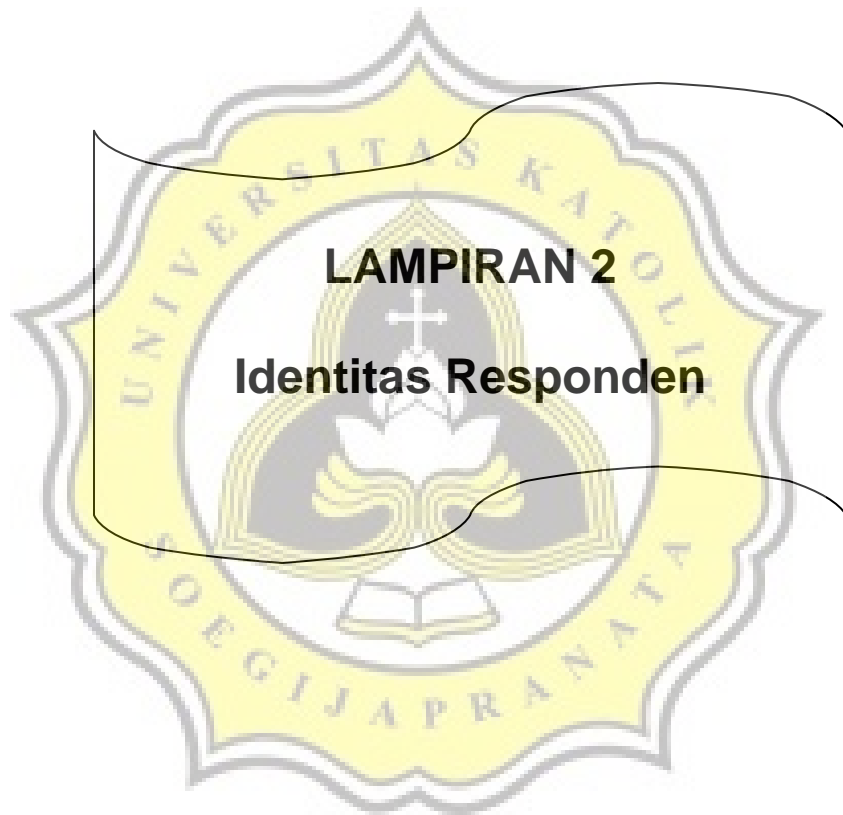 UNIVERSITAS KATOLIK
LAMPIRAN 2
Identitas Responden
SOEGIJAPRANATA